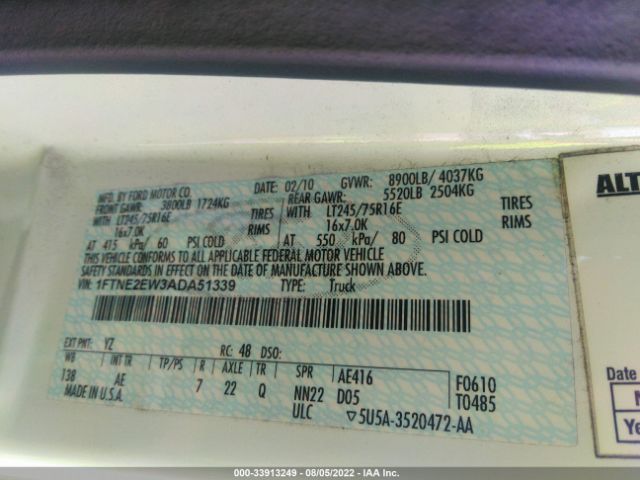 MFD. BY FORD MOTOR CO. DATE: 02/10 GVWR: 8900LB/ 4037KG
FRONT GAWR: 3800LB 1724KG REAR GAWR: 5520LB 2504KG
WITH LT245/75R16E TIRES WITH LT245/75R16E TIRES
16x7.0K RIMS 16x7.0K RIMS
AT 415 kPa/ 60 PSI COLD AT 550 kPa/ 80 PSI COLD
THIS VEHICLE CONFORMS TO ALL APPLICABLE FEDERAL MOTOR VEHICLE
SAFETY STANDARDS IN EFFECT ON THE DATE OF MANUFACTURE SHOWN ABOVE.
VIN: 1FTNE2EW3ADA51339 TYPE: Truck
EXT PNT: YZ RC: 48 DSO:
WB INT TR TP/PS R AXLE TR SPR AE416 F0610
138 AE 7 22 Q NN22 D05 T0485
MADE IN U.S.A. ULC ▽5U5A-3520472-AA
ALT
Date
Veh
000-33913249 - 08/05/2022 - IAA Inc.